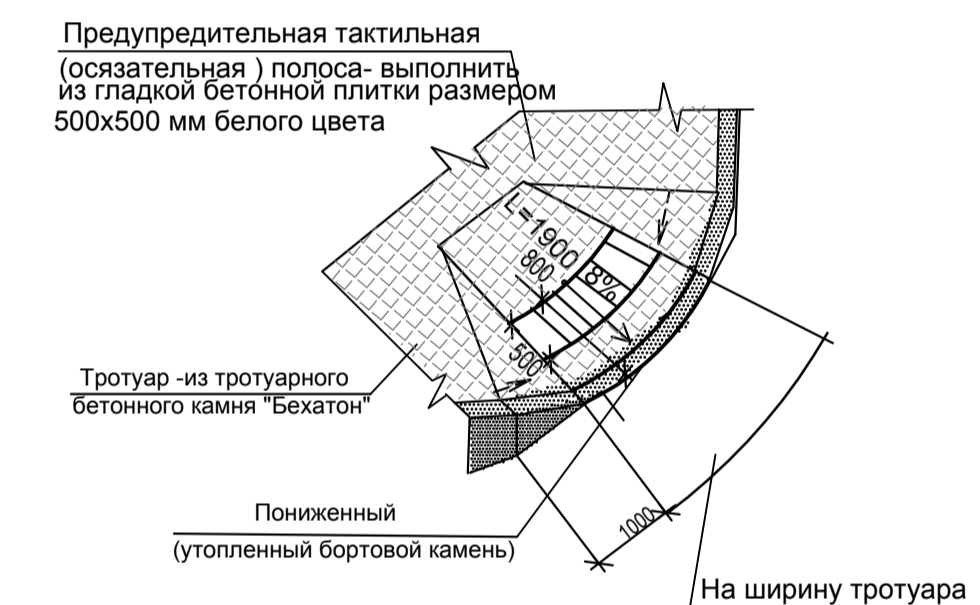 Предупредительная тактильная
(осязательная ) полоса- выполнить
из гладкой бетонной плитки размером
500х500 мм белого цвета
L=1900
800
8%
500
Тротуар -из тротуарного
бетонного камня "Бехатон"
Пониженный
(утопленный бортовой камень)
1000
На ширину тротуара